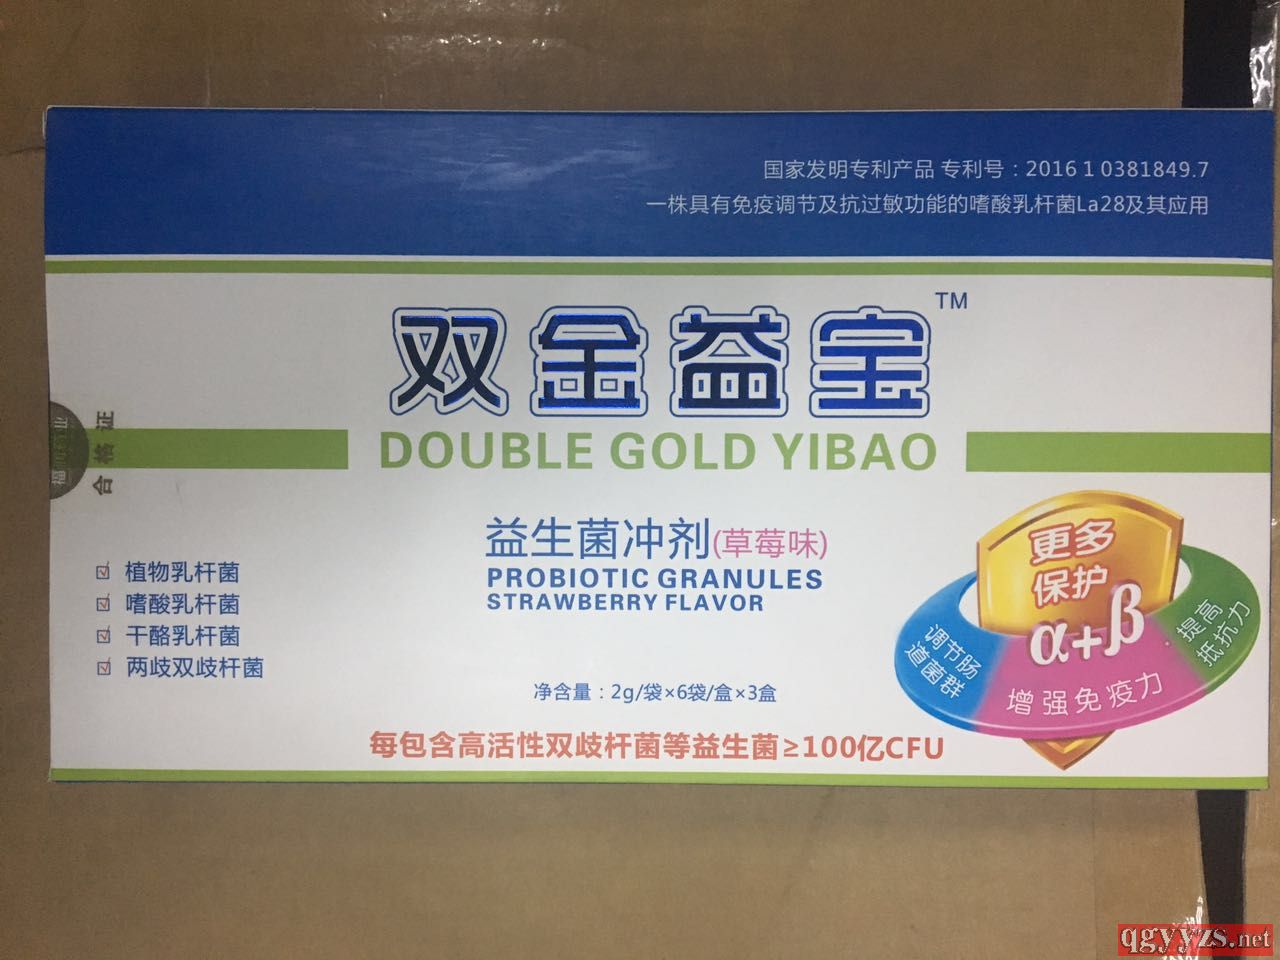 国家发明专利产品 专利号：2016 1 0381849.7
一株具有免疫调节及抗过敏功能的嗜酸乳杆菌La28及其应用
双金益宝TM
DOUBLE GOLD YIBAO
合格证
益生菌冲剂(草莓味)
PROBIOTIC GRANULES
STRAWBERRY FLAVOR
植物乳杆菌
嗜酸乳杆菌
干酪乳杆菌
两歧双歧杆菌
净含量：2g/袋×6袋/盒×3盒
每包含高活性双歧杆菌等益生菌≥100亿CFU
更多
保护
α+β
调节肠
道菌群
增强免疫力
提高
抵抗力
qgyyzs.net